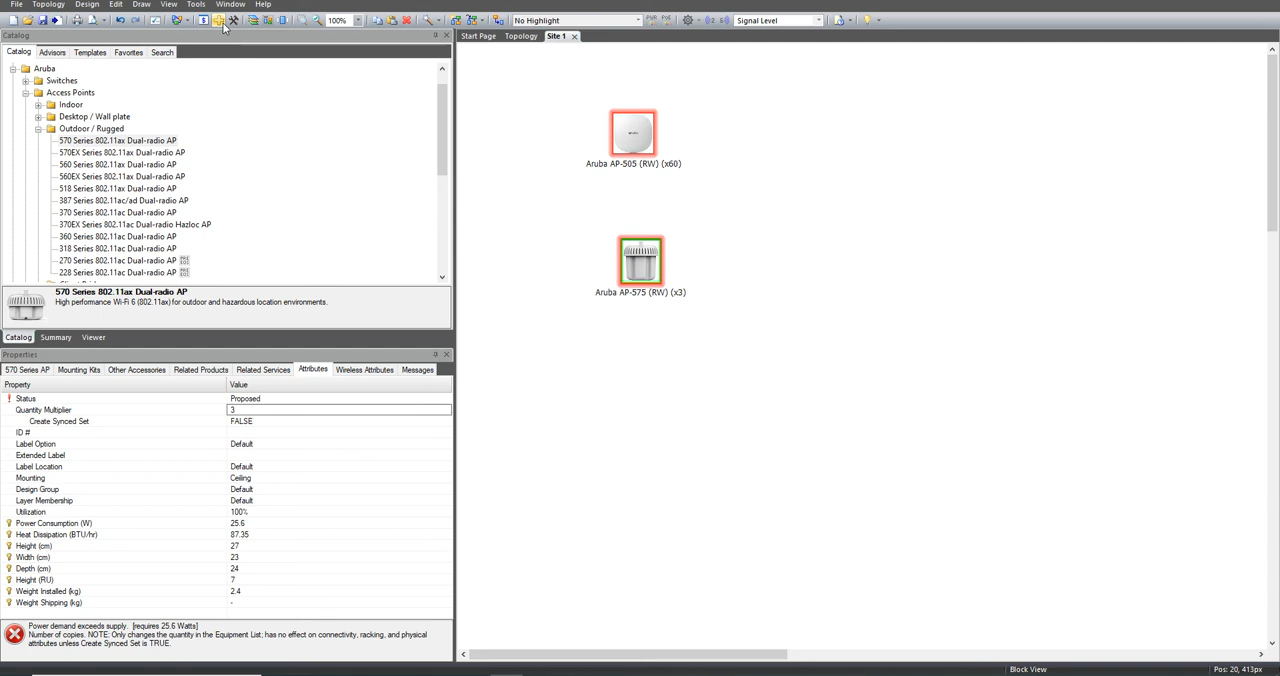 File Topology Design Edit Draw View Tools Window Help
100% No Highlight PWR PoE Signal Level
Catalog
Catalog Advisors Templates Favorites Search
Aruba
Switches
Access Points
Indoor
Desktop / Wall plate
Outdoor / Rugged
570 Series 802.11ax Dual-radio AP
570EX Series 802.11ax Dual-radio AP
560 Series 802.11ax Dual-radio AP
560EX Series 802.11ax Dual-radio AP
518 Series 802.11ax Dual-radio AP
387 Series 802.11ac/ad Dual-radio AP
370 Series 802.11ac Dual-radio AP
370EX Series 802.11ac Dual-radio Hazloc AP
360 Series 802.11ac Dual-radio AP
318 Series 802.11ac Dual-radio AP
270 Series 802.11ac Dual-radio AP
228 Series 802.11ac Dual-radio AP
570 Series 802.11ax Dual-radio AP
High performance Wi-Fi 6 (802.11ax) for outdoor and hazardous location environments.
Catalog Summary Viewer
Properties
570 Series AP Mounting Kits Other Accessories Related Products Related Services Attributes Wireless Attributes Messages
Property Value
Status Proposed
Quantity Multiplier 3
Create Synced Set FALSE
ID #
Label Option Default
Extended Label
Label Location Default
Mounting Ceiling
Design Group Default
Layer Membership Default
Utilization 100%
Power Consumption (W) 25.6
Heat Dissipation (BTU/hr) 87.35
Height (cm) 27
Width (cm) 23
Depth (cm) 24
Height (RU) 7
Weight Installed (kg) 2.4
Weight Shipping (kg) -
Power demand exceeds supply. [requires 25.6 Watts]
Number of copies. NOTE: Only changes the quantity in the Equipment List; has no effect on connectivity, racking, and physical
attributes unless Create Synced Set is TRUE.
Start Page Topology Site 1
Aruba AP-505 (RW) (x60)
Aruba AP-575 (RW) (x3)
Block View Pos: 20, 413px